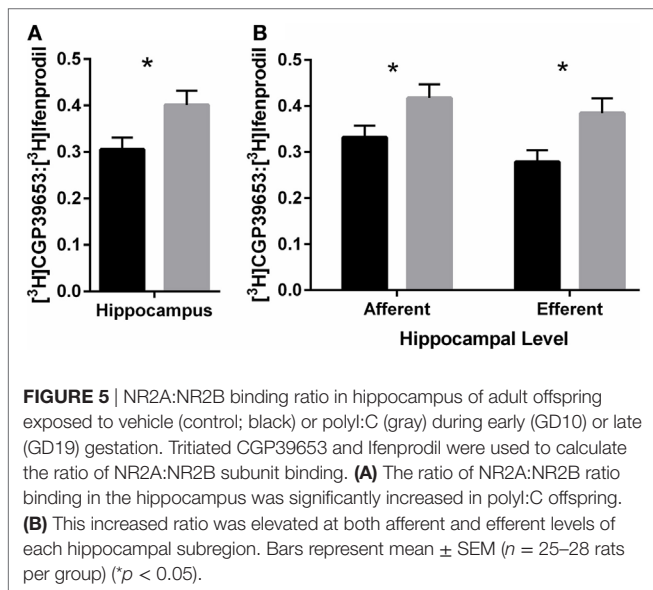 A
B
*
*
*
[³H]CGP39653:[³H]Ifenprodil
0.5
0.4
0.3
0.2
0.1
0.0
Hippocampus
[³H]CGP39653:[³H]Ifenprodil
0.5
0.4
0.3
0.2
0.1
0.0
Afferent
Efferent
Hippocampal Level
FIGURE 5 | NR2A:NR2B binding ratio in hippocampus of adult offspring
exposed to vehicle (control; black) or polyI:C (gray) during early (GD10) or late
(GD19) gestation. Tritiated CGP39653 and Ifenprodil were used to calculate
the ratio of NR2A:NR2B subunit binding. (A) The ratio of NR2A:NR2B ratio
binding in the hippocampus was significantly increased in polyI:C offspring.
(B) This increased ratio was elevated at both afferent and efferent levels of
each hippocampal subregion. Bars represent mean ± SEM (n = 25–28 rats
per group) (*p < 0.05).